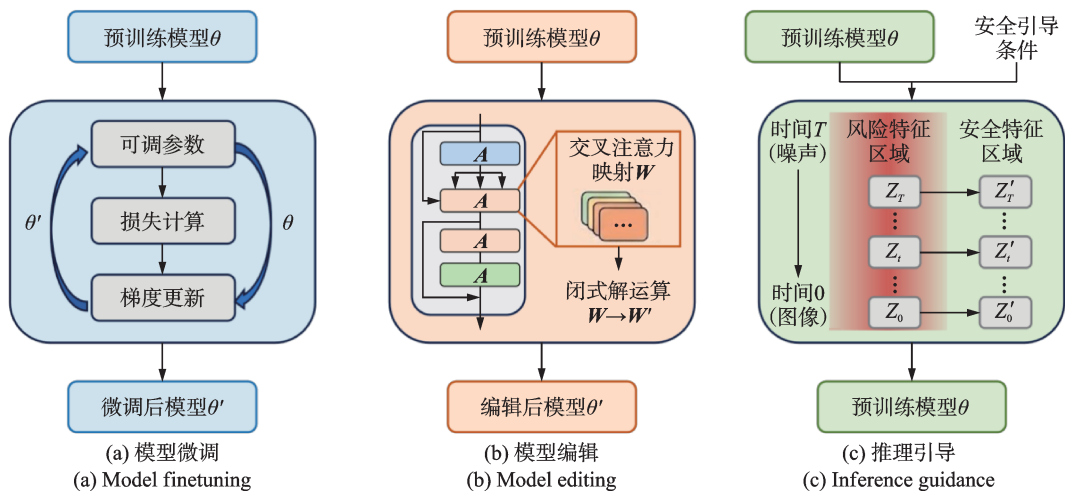 预训练模型θ
可调参数
θ′
损失计算
θ
梯度更新
微调后模型θ′
(a) 模型微调
(a) Model finetuning
预训练模型θ
A
A
A
A
交叉注意力
映射W
...
闭式解运算
W→W′
编辑后模型θ′
(b) 模型编辑
(b) Model editing
预训练模型θ
安全引导
条件
时间T
(噪声)
风险特征
区域
安全特征
区域
Z_T
Z′_T
Z_t
Z′_t
时间0
(图像)
Z_0
Z′_0
预训练模型θ
(c) 推理引导
(c) Inference guidance